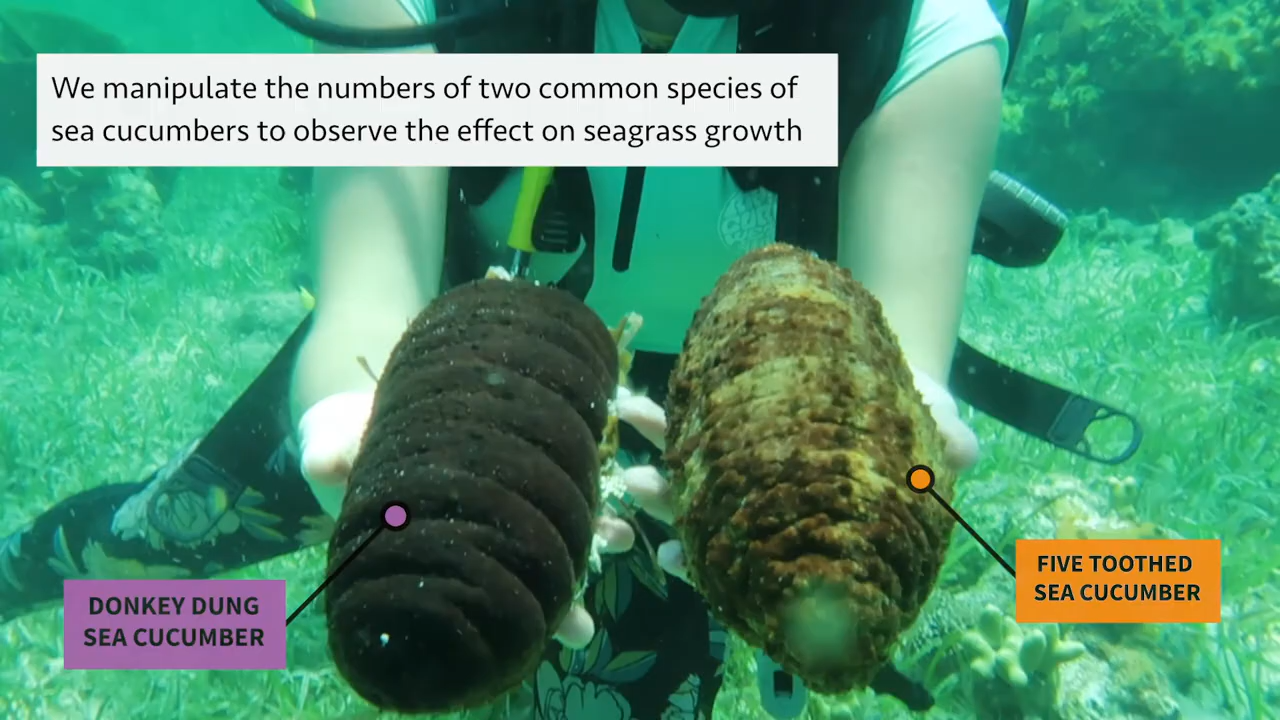 We manipulate the numbers of two common species of
sea cucumbers to observe the effect on seagrass growth
DONKEY DUNG
SEA CUCUMBER
FIVE TOOTHED
SEA CUCUMBER